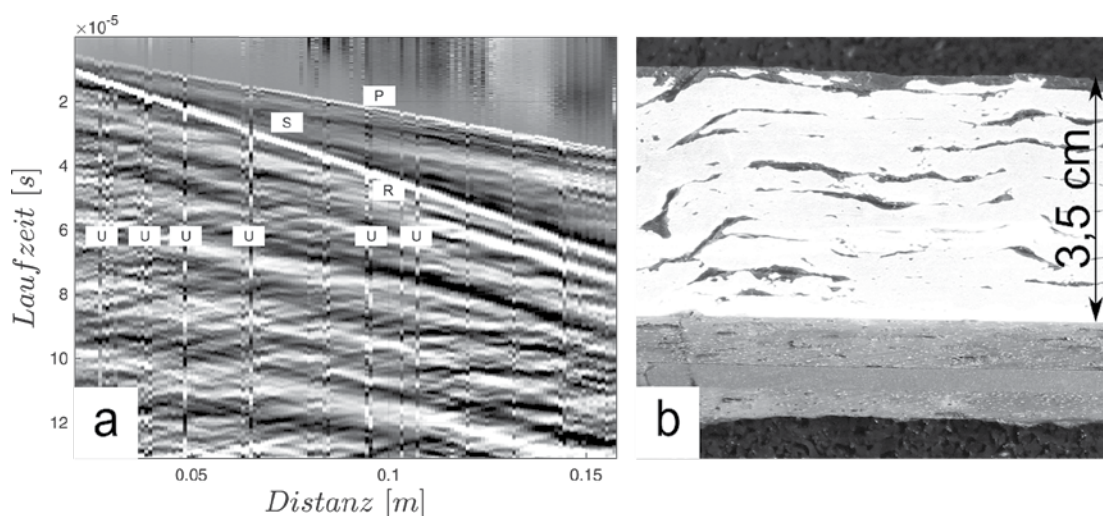 ×10⁻⁵
2
4
6
8
10
12
Laufzeit [s]
P
S
R
U U U U U U
a
0.05 0.1 0.15
Distanz [m]
3,5 cm
b